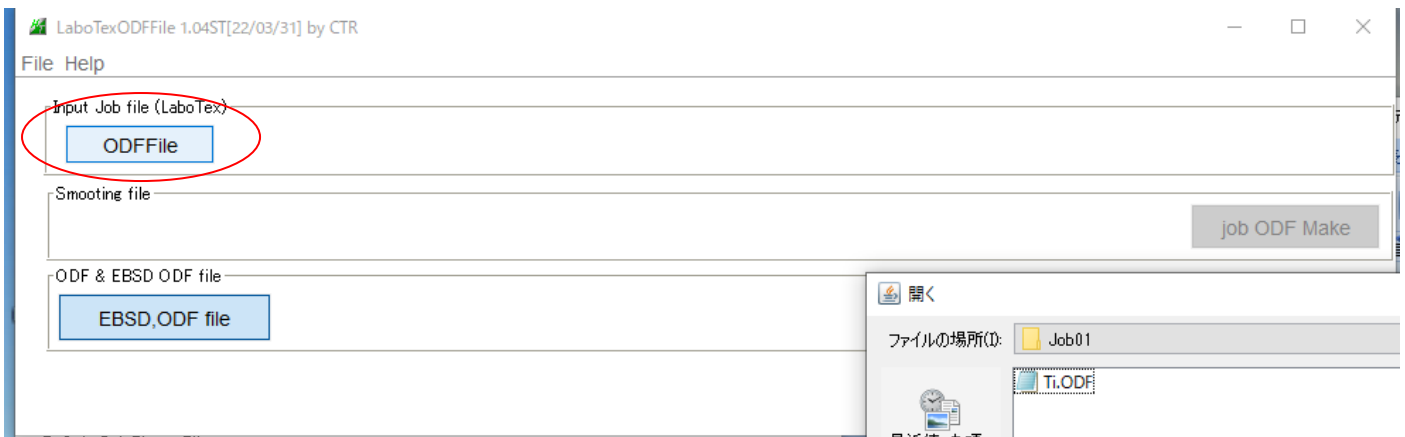 LaboTexODFFile 1.04ST[22/03/31] by CTR
File Help
Input Job file (LaboTex)
ODFFile
Smooting file
job ODF Make
ODF & EBSD ODF file
EBSD,ODF file
開く
ファイルの場所(I):
Job01
Ti.ODF